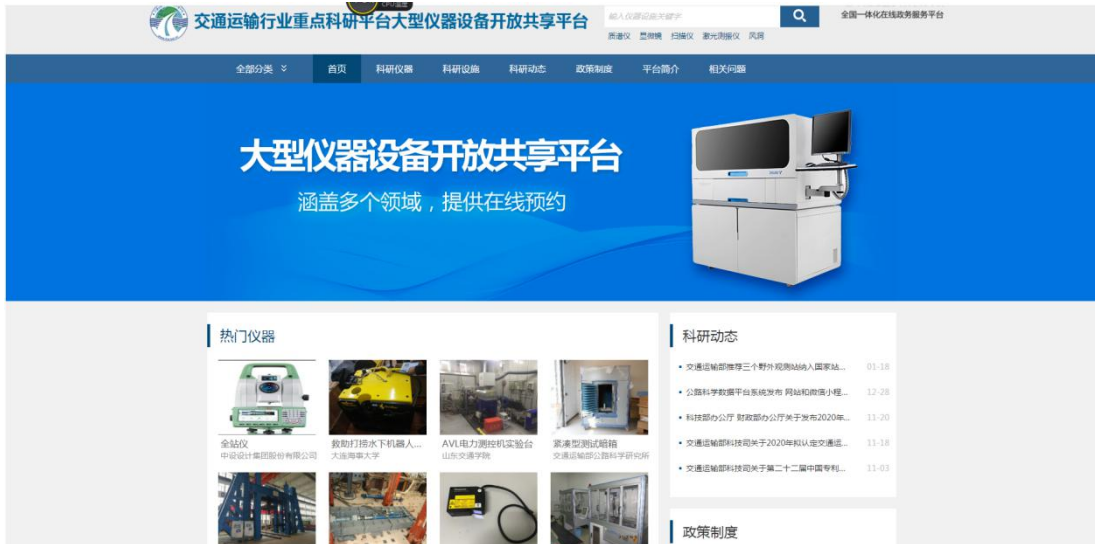 CPU温度
交通运输行业重点科研平台大型仪器设备开放共享平台
输入仪器设施关键字
全国一体化在线政务服务平台
质谱仪 显微镜 扫描仪 激光测振仪 风洞
全部分类 首页 科研仪器 科研设施 科研动态 政策制度 平台简介 相关问题
大型仪器设备开放共享平台
涵盖多个领域，提供在线预约
热门仪器
全站仪
中设设计集团股份有限公司
救助打捞水下机器人...
大连海事大学
AVL电力测控机实验台
山东交通学院
紧凑型测试暗箱
交通运输部公路科学研究所
科研动态
• 交通运输部推荐三个野外观测站纳入国家站... 01-18
• 公路科学数据平台系统发布 网站和微信小程... 12-28
• 科技部办公厅 财政部办公厅关于发布2020年... 11-20
• 交通运输部科技司关于2020年拟认定交通运... 11-18
• 交通运输部科技司关于第二十二届中国专利... 11-03
政策制度